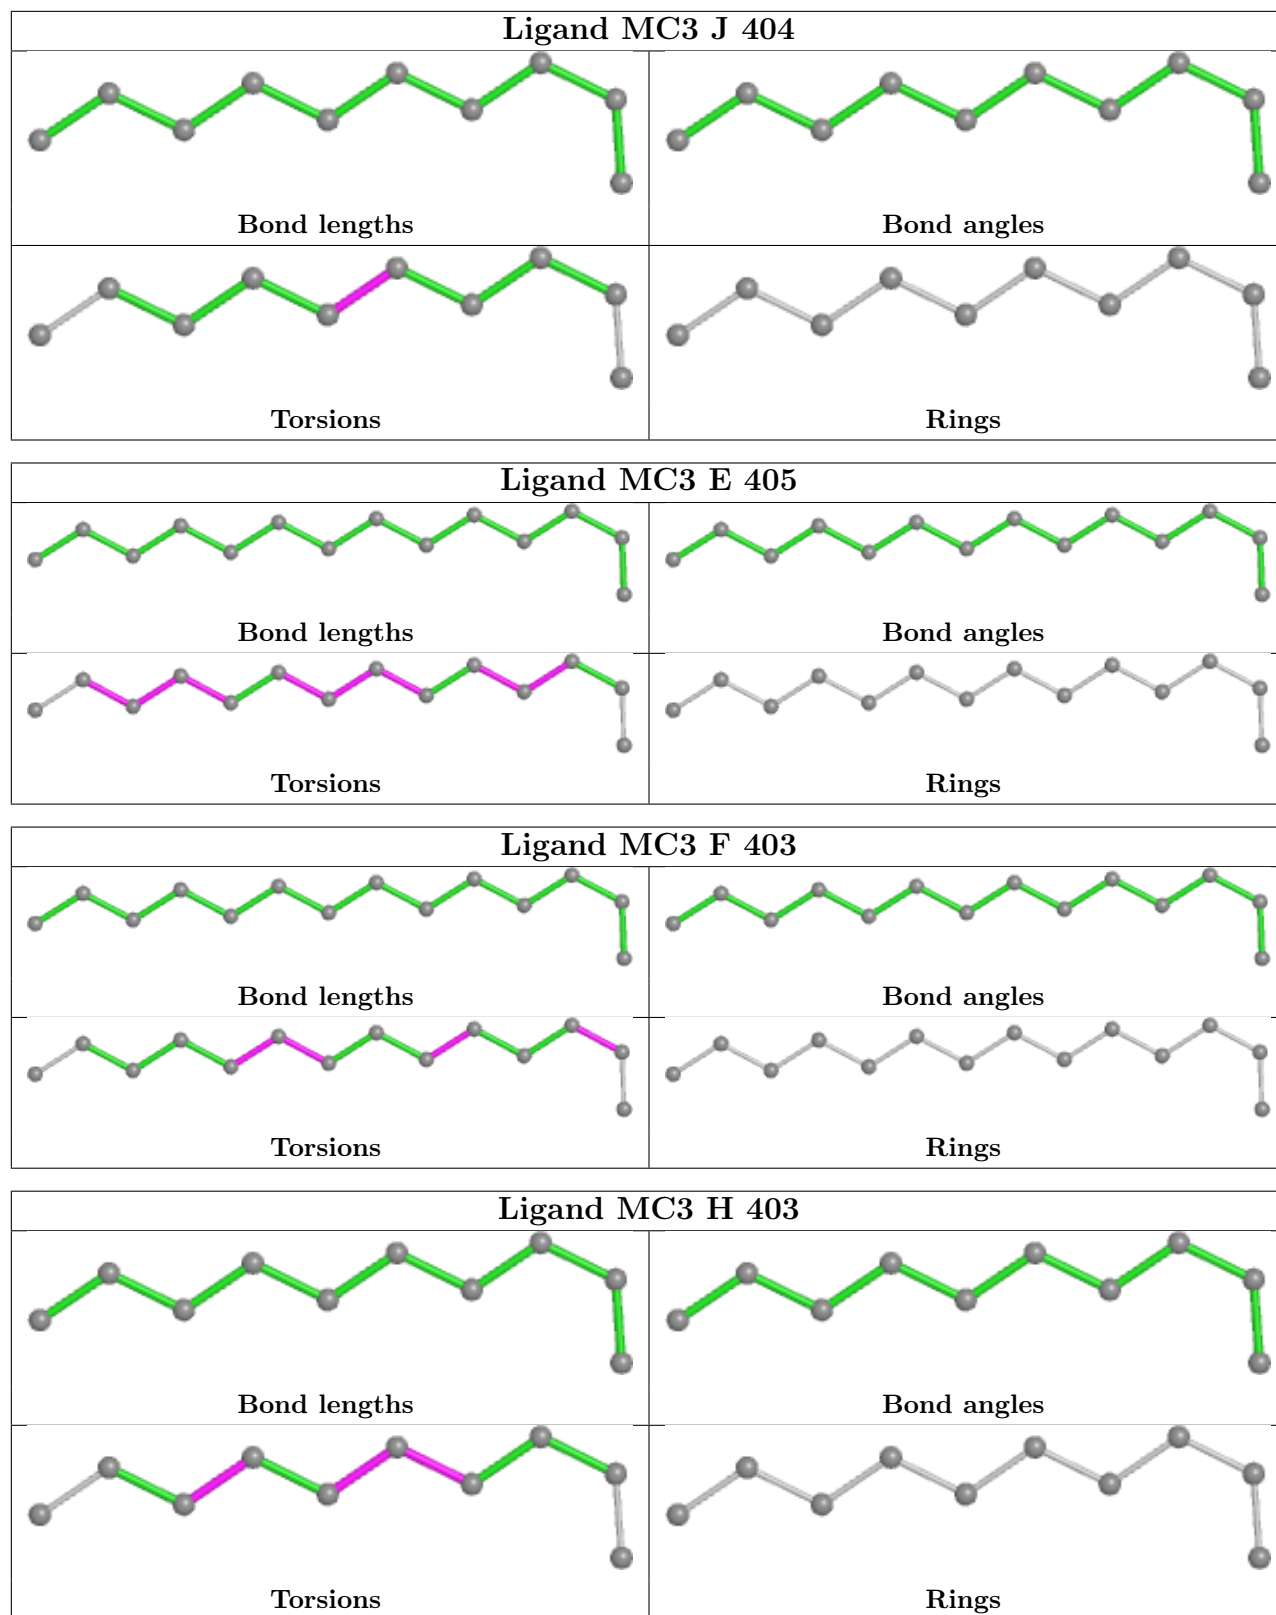 Ligand MC3 J 404
Bond lengths
Bond angles
Torsions
Rings
Ligand MC3 E 405
Bond lengths
Bond angles
Torsions
Rings
Ligand MC3 F 403
Bond lengths
Bond angles
Torsions
Rings
Ligand MC3 H 403
Bond lengths
Bond angles
Torsions
Rings